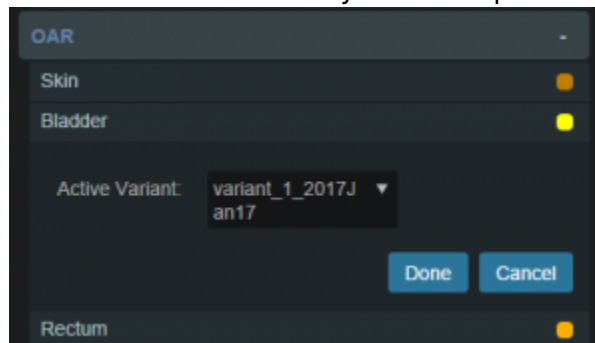 OAR -
Skin
Bladder
Active Variant: variant_1_2017J
an17
Done Cancel
Rectum